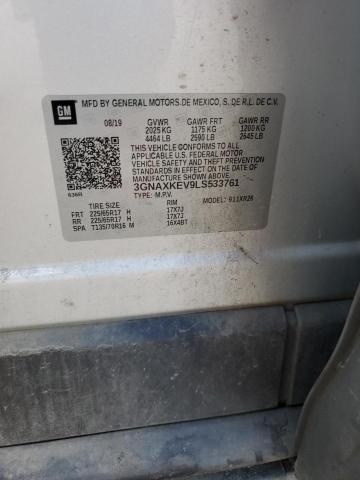 GM
MFD BY GENERAL MOTORS DE MEXICO, S. DE R.L. DE C.V.
08/19 GVWR GAWR FRT GAWR RR
2025 KG 1175 KG 1200 KG
4464 LB 2590 LB 2645 LB
THIS VEHICLE CONFORMS TO ALL
APPLICABLE U.S. FEDERAL MOTOR
VEHICLE SAFETY AND THEFT
PREVENTION STANDARDS IN EFFECT
ON THE DATE OF MANUFACTURE
SHOWN ABOVE.
3GNAXKEV9LS533761
TYPE: M.P.V. MODEL: 911XR26
TIRE SIZE RIM
FRT 225/65R17 H 17X7J
RR 225/65R17 H 17X7J
SPA T135/70R16 M 16X4BT